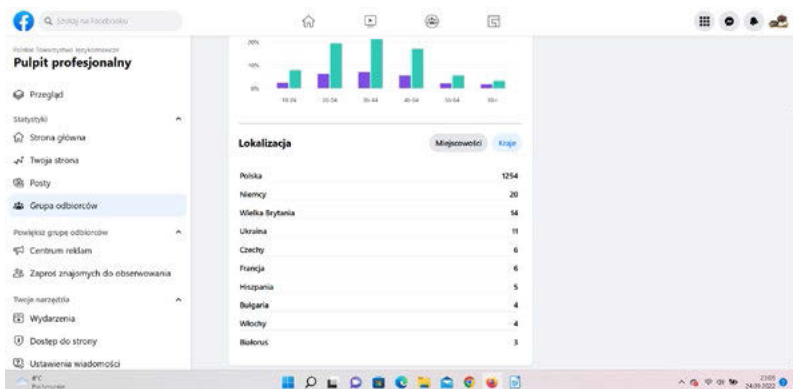 Szukaj na Facebooku
Polskie Towarzystwo Językoznawcze
Pulpit profesjonalny
Przegląd
Statystyki
Strona główna
Twoja strona
Posty
Grupa odbiorców
Powiększ grupę odbiorców
Centrum reklam
Zaproś znajomych do obserwowania
Twoje narzędzia
Wydarzenia
Dostęp do strony
Ustawienia wiadomości
20%
10%
0%
18-24 25-34 35-44 45-54 55-64
Lokalizacja
Miejscowości Kraje
Polska 1254
Niemcy 20
Wielka Brytania 14
Ukraina 11
Czechy 6
Francja 6
Hiszpania 5
Bułgaria 4
Włochy 4
Białoruś 3
8°C
23:05
24.09.2022